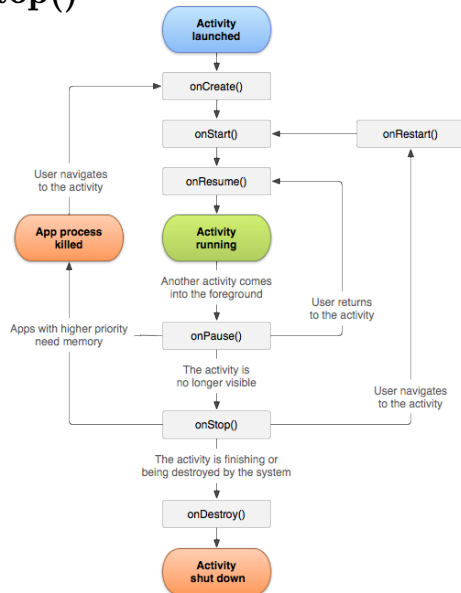 top()
Activity
launched
onCreate()
onStart()
onRestart()
User navigates
to the activity
onResume()
App process
killed
Activity
running
Another activity comes
into the foreground
User returns
to the activity
Apps with higher priority
need memory
onPause()
The activity is
no longer visible
User navigates
to the activity
onStop()
The activity is finishing or
being destroyed by the system
onDestroy()
Activity
shut down